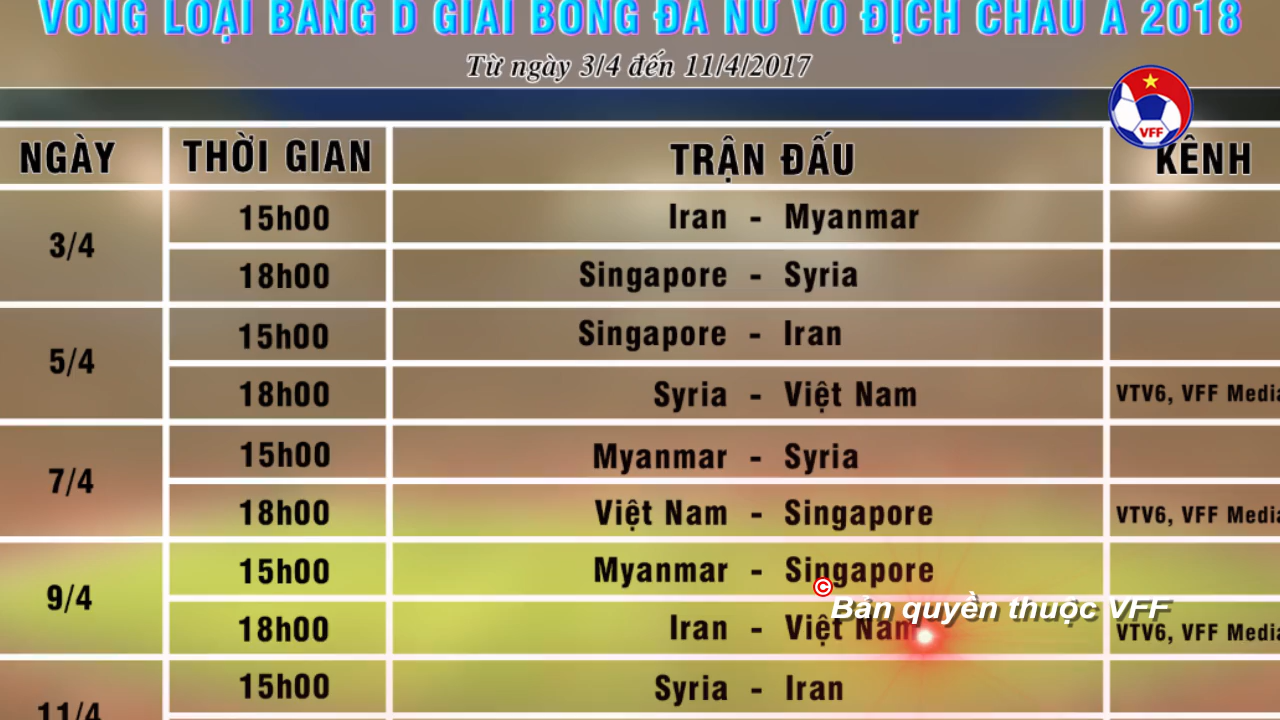 VÒNG LOẠI BẢNG D GIẢI BÓNG ĐÁ NỮ VÔ ĐỊCH CHÂU Á 2018
Từ ngày 3/4 đến 11/4/2017
VFF
NGÀY THỜI GIAN TRẬN ĐẤU KÊNH
3/4 15h00 Iran - Myanmar
18h00 Singapore - Syria
5/4 15h00 Singapore - Iran
18h00 Syria - Việt Nam VTV6, VFF Media
7/4 15h00 Myanmar - Syria
18h00 Việt Nam - Singapore VTV6, VFF Media
9/4 15h00 Myanmar - Singapore
© Bản quyền thuộc VFF
18h00 Iran - Việt Nam VTV6, VFF Media
11/4 15h00 Syria - Iran